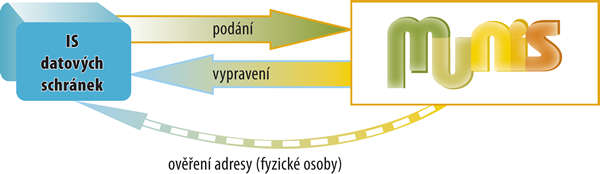 IS
datových
schránek
podání
vypravení
munis
ověření adresy (fyzické osoby)